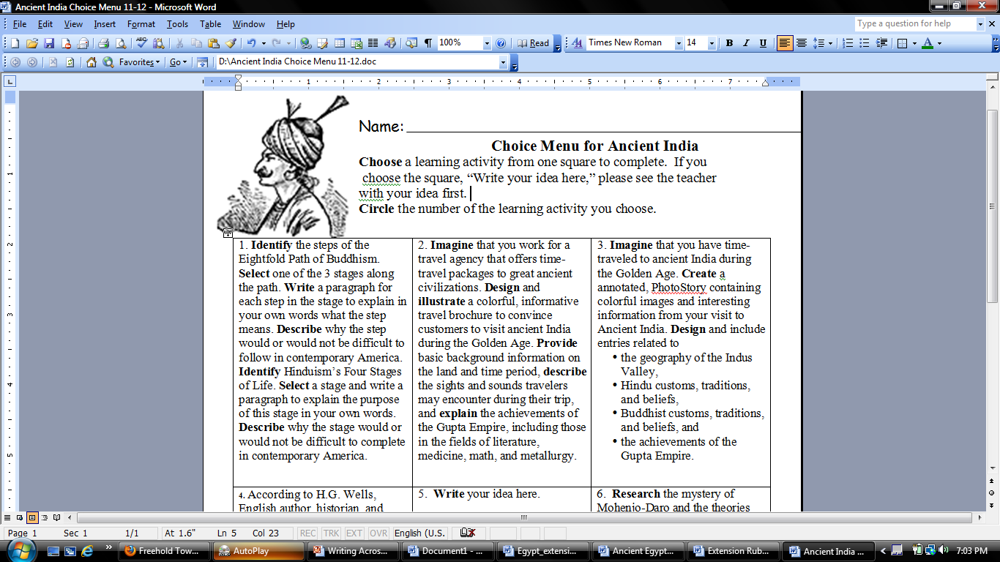 Ancient India Choice Menu 11-12 - Microsoft Word
File Edit View Insert Format Tools Table Window Help
Type a question for help
100%
Read
Times New Roman
14
B I U
Favorites
Go
D:\Ancient India Choice Menu 11-12.doc
1 2 3 4 5 6 7
Name:
Choice Menu for Ancient India
Choose a learning activity from one square to complete.  If you
choose the square, “Write your idea here,” please see the teacher
with your idea first.
Circle the number of the learning activity you choose.
1. Identify the steps of the
Eightfold Path of Buddhism.
Select one of the 3 stages along
the path. Write a paragraph for
each step in the stage to explain in
your own words what the step
means. Describe why the step
would or would not be difficult to
follow in contemporary America.
Identify Hinduism’s Four Stages
of Life. Select a stage and write a
paragraph to explain the purpose
of this stage in your own words.
Describe why the stage would or
would not be difficult to complete
in contemporary America.
2. Imagine that you work for a
travel agency that offers time-
travel packages to great ancient
civilizations. Design and
illustrate a colorful, informative
travel brochure to convince
customers to visit ancient India
during the Golden Age. Provide
basic background information on
the land and time period, describe
the sights and sounds travelers
may encounter during their trip,
and explain the achievements of
the Gupta Empire, including those
in the fields of literature,
medicine, math, and metallurgy.
3. Imagine that you have time-
traveled to ancient India during
the Golden Age. Create a
annotated, PhotoStory containing
colorful images and interesting
information from your visit to
Ancient India. Design and include
entries related to
• the geography of the Indus
Valley,
• Hindu customs, traditions,
and beliefs,
• Buddhist customs, traditions,
and beliefs, and
• the achievements of the
Gupta Empire.
4. According to H.G. Wells,
English author, historian, and
5.  Write your idea here.
6.  Research the mystery of
Mohenjo-Daro and the theories
1
2
3
4
5
Page 1 Sec 1 1/1 At 1.6" Ln 5 Col 23 REC TRK EXT OVR English (U.S.
Freehold Tow... AutoPlay Writing Acros... Document1 - ... Egypt_extensi... Ancient Egypt... Extension Rub... Ancient India ... 7:03 PM